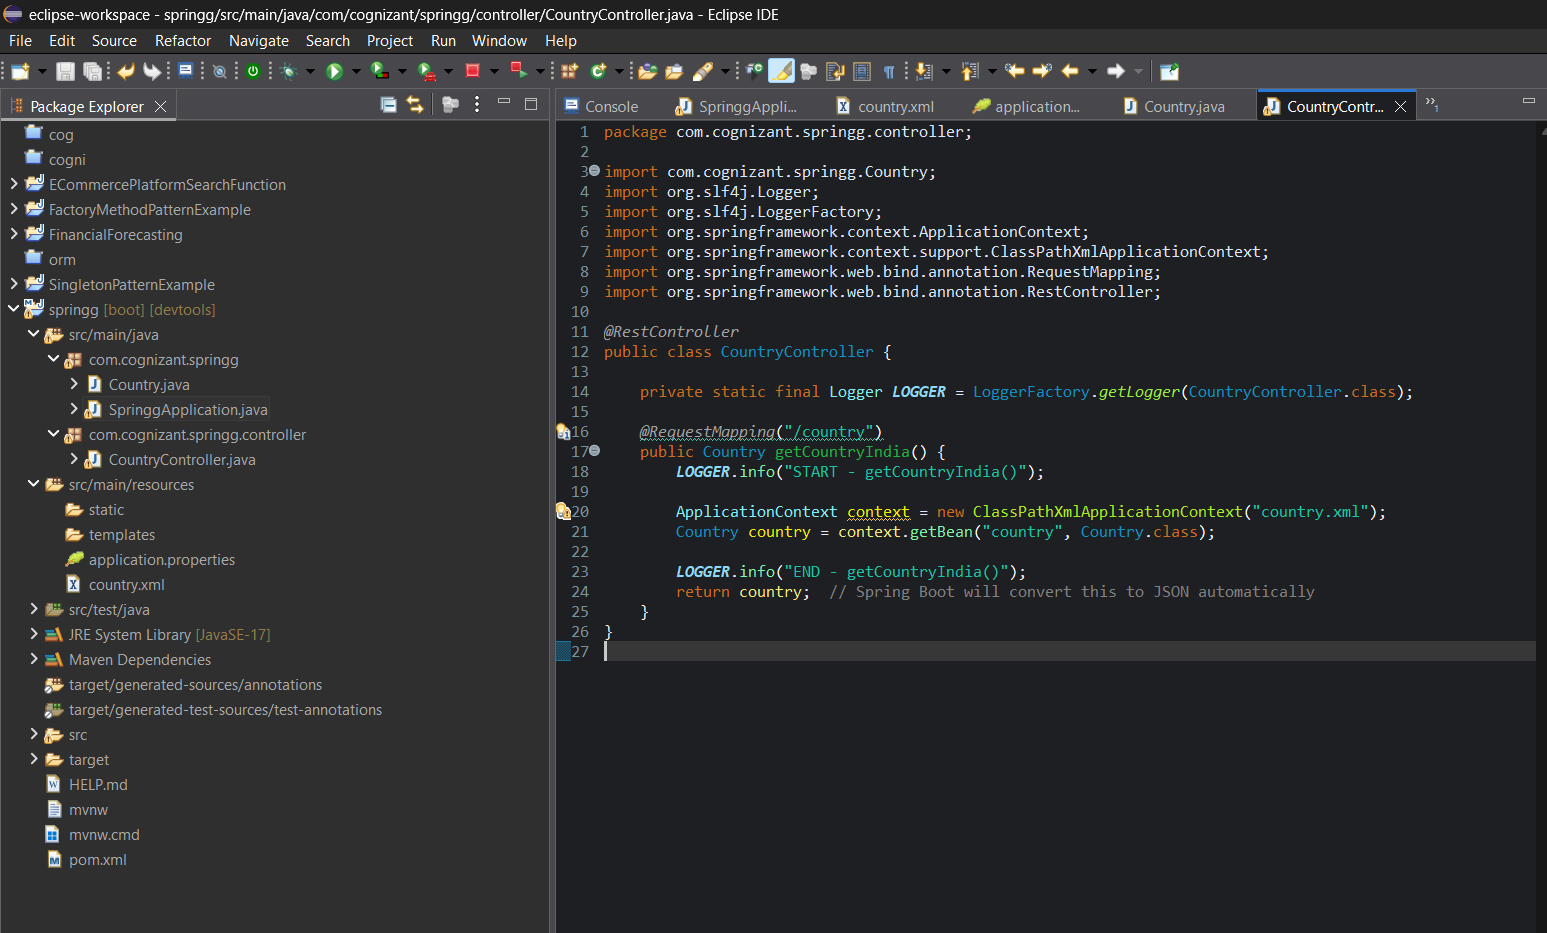 eclipse-workspace - springg/src/main/java/com/cognizant/springg/controller/CountryController.java - Eclipse IDE
File Edit Source Refactor Navigate Search Project Run Window Help
Package Explorer
cog
cogni
ECommercePlatformSearchFunction
FactoryMethodPatternExample
FinancialForecasting
orm
SingletonPatternExample
springg [boot] [devtools]
src/main/java
com.cognizant.springg
Country.java
SpringgApplication.java
com.cognizant.springg.controller
CountryController.java
src/main/resources
static
templates
application.properties
country.xml
src/test/java
JRE System Library [JavaSE-17]
Maven Dependencies
target/generated-sources/annotations
target/generated-test-sources/test-annotations
src
target
HELP.md
mvnw
mvnw.cmd
pom.xml
Console SpringgAppli... country.xml application... Country.java CountryContr... »1
1 package com.cognizant.springg.controller;
2
3 import com.cognizant.springg.Country;
4 import org.slf4j.Logger;
5 import org.slf4j.LoggerFactory;
6 import org.springframework.context.ApplicationContext;
7 import org.springframework.context.support.ClassPathXmlApplicationContext;
8 import org.springframework.web.bind.annotation.RequestMapping;
9 import org.springframework.web.bind.annotation.RestController;
10
11 @RestController
12 public class CountryController {
13
14 private static final Logger LOGGER = LoggerFactory.getLogger(CountryController.class);
15
16 @RequestMapping("/country")
17 public Country getCountryIndia() {
18 LOGGER.info("START - getCountryIndia()");
19
20 ApplicationContext context = new ClassPathXmlApplicationContext("country.xml");
21 Country country = context.getBean("country", Country.class);
22
23 LOGGER.info("END - getCountryIndia()");
24 return country;  // Spring Boot will convert this to JSON automatically
25 }
26 }
27